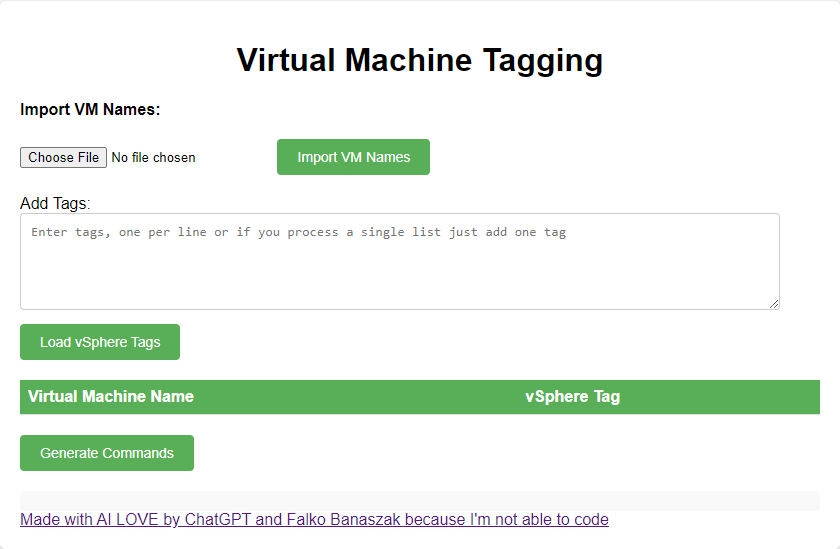 Virtual Machine Tagging
Import VM Names:
Choose File No file chosen Import VM Names
Add Tags:
Enter tags, one per line or if you process a single list just add one tag
Load vSphere Tags
Virtual Machine Name vSphere Tag
Generate Commands
Made with AI LOVE by ChatGPT and Falko Banaszak because I'm not able to code